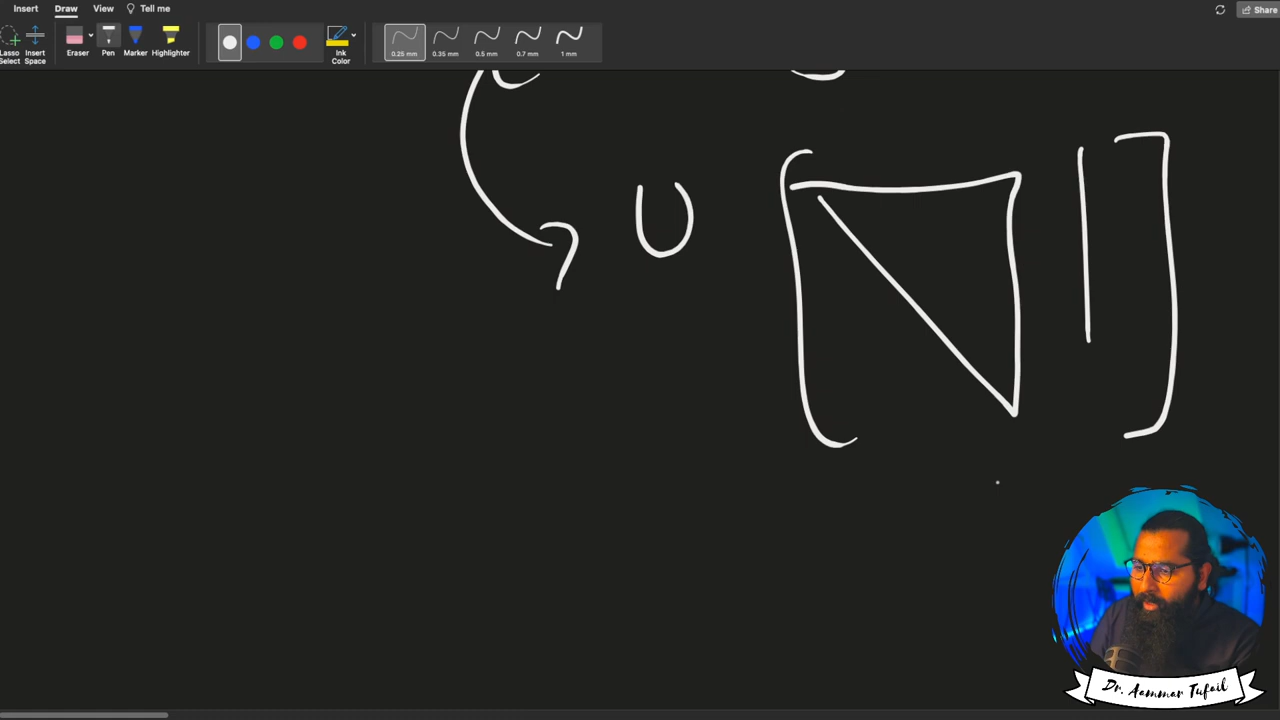 Insert Draw View Tell me Share
Lasso Select
Insert Space
Eraser
Pen
Marker
Highlighter
Ink Color
0.25 mm
0.35 mm
0.5 mm
0.7 mm
1 mm
U
Dr. Aammar Tufail